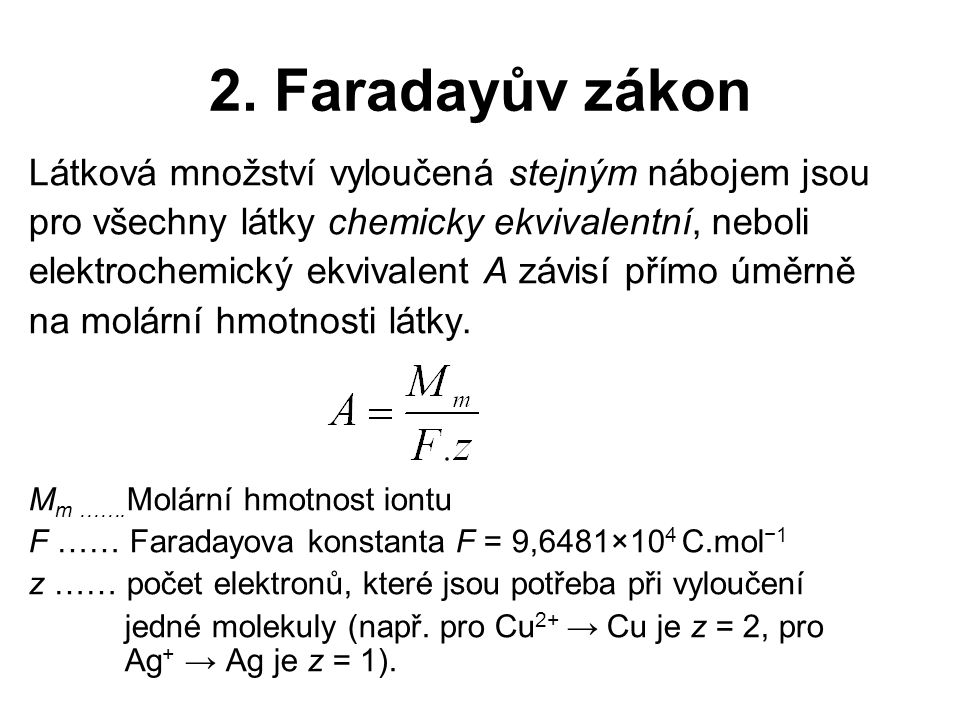 2. Faradayův zákon
Látková množství vyloučená stejným nábojem jsou
pro všechny látky chemicky ekvivalentní, neboli
elektrochemický ekvivalent A závisí přímo úměrně
na molární hmotnosti látky.
A = M_m / F.z
M_m …….Molární hmotnost iontu
F …… Faradayova konstanta F = 9,6481×10⁴ C.mol⁻¹
z …… počet elektronů, které jsou potřeba při vyloučení
jedné molekuly (např. pro Cu²⁺ → Cu je z = 2, pro
Ag⁺ → Ag je z = 1).